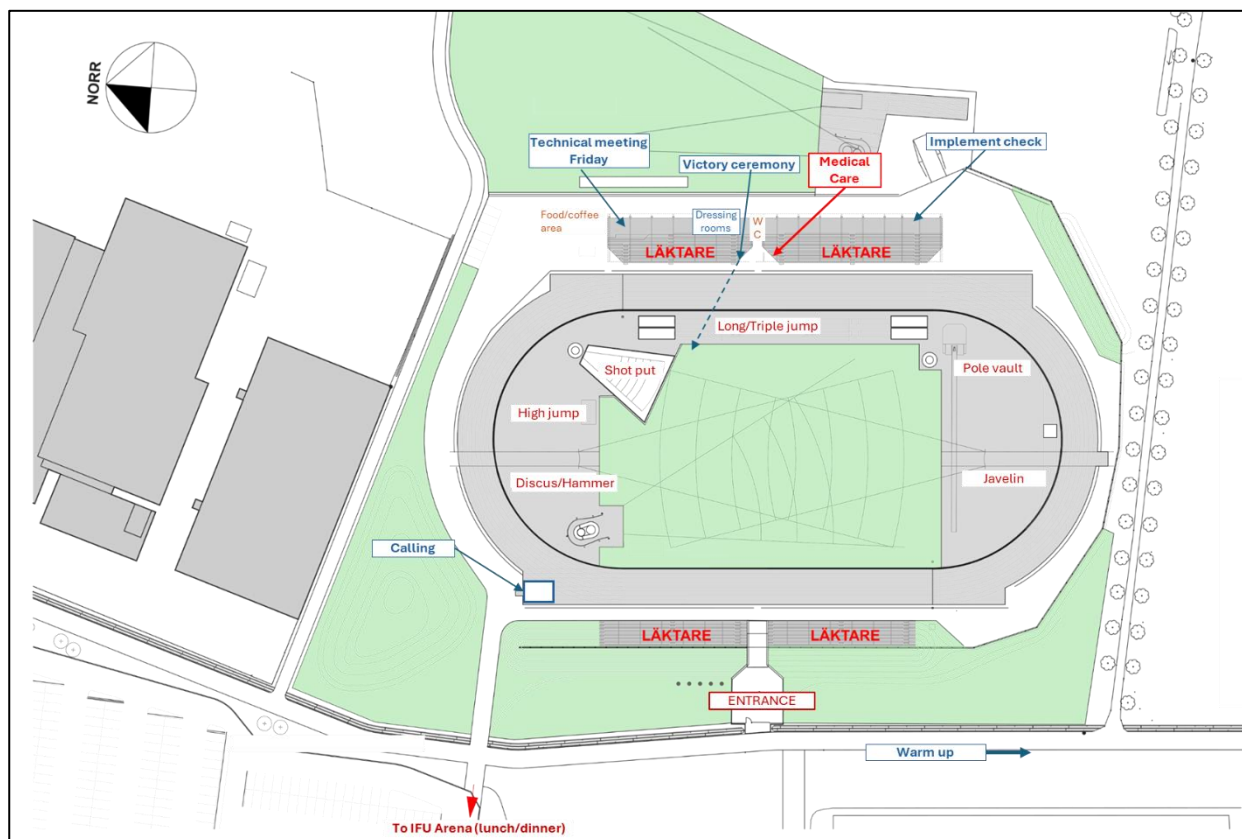 NORR
Technical meeting
Friday
Victory ceremony
Medical
Care
Implement check
Food/coffee
area
Dressing
rooms
W
C
LÄKTARE
LÄKTARE
Long/Triple jump
Shot put
Pole vault
High jump
Discus/Hammer
Javelin
Calling
LÄKTARE
LÄKTARE
ENTRANCE
Warm up
To IFU Arena (lunch/dinner)